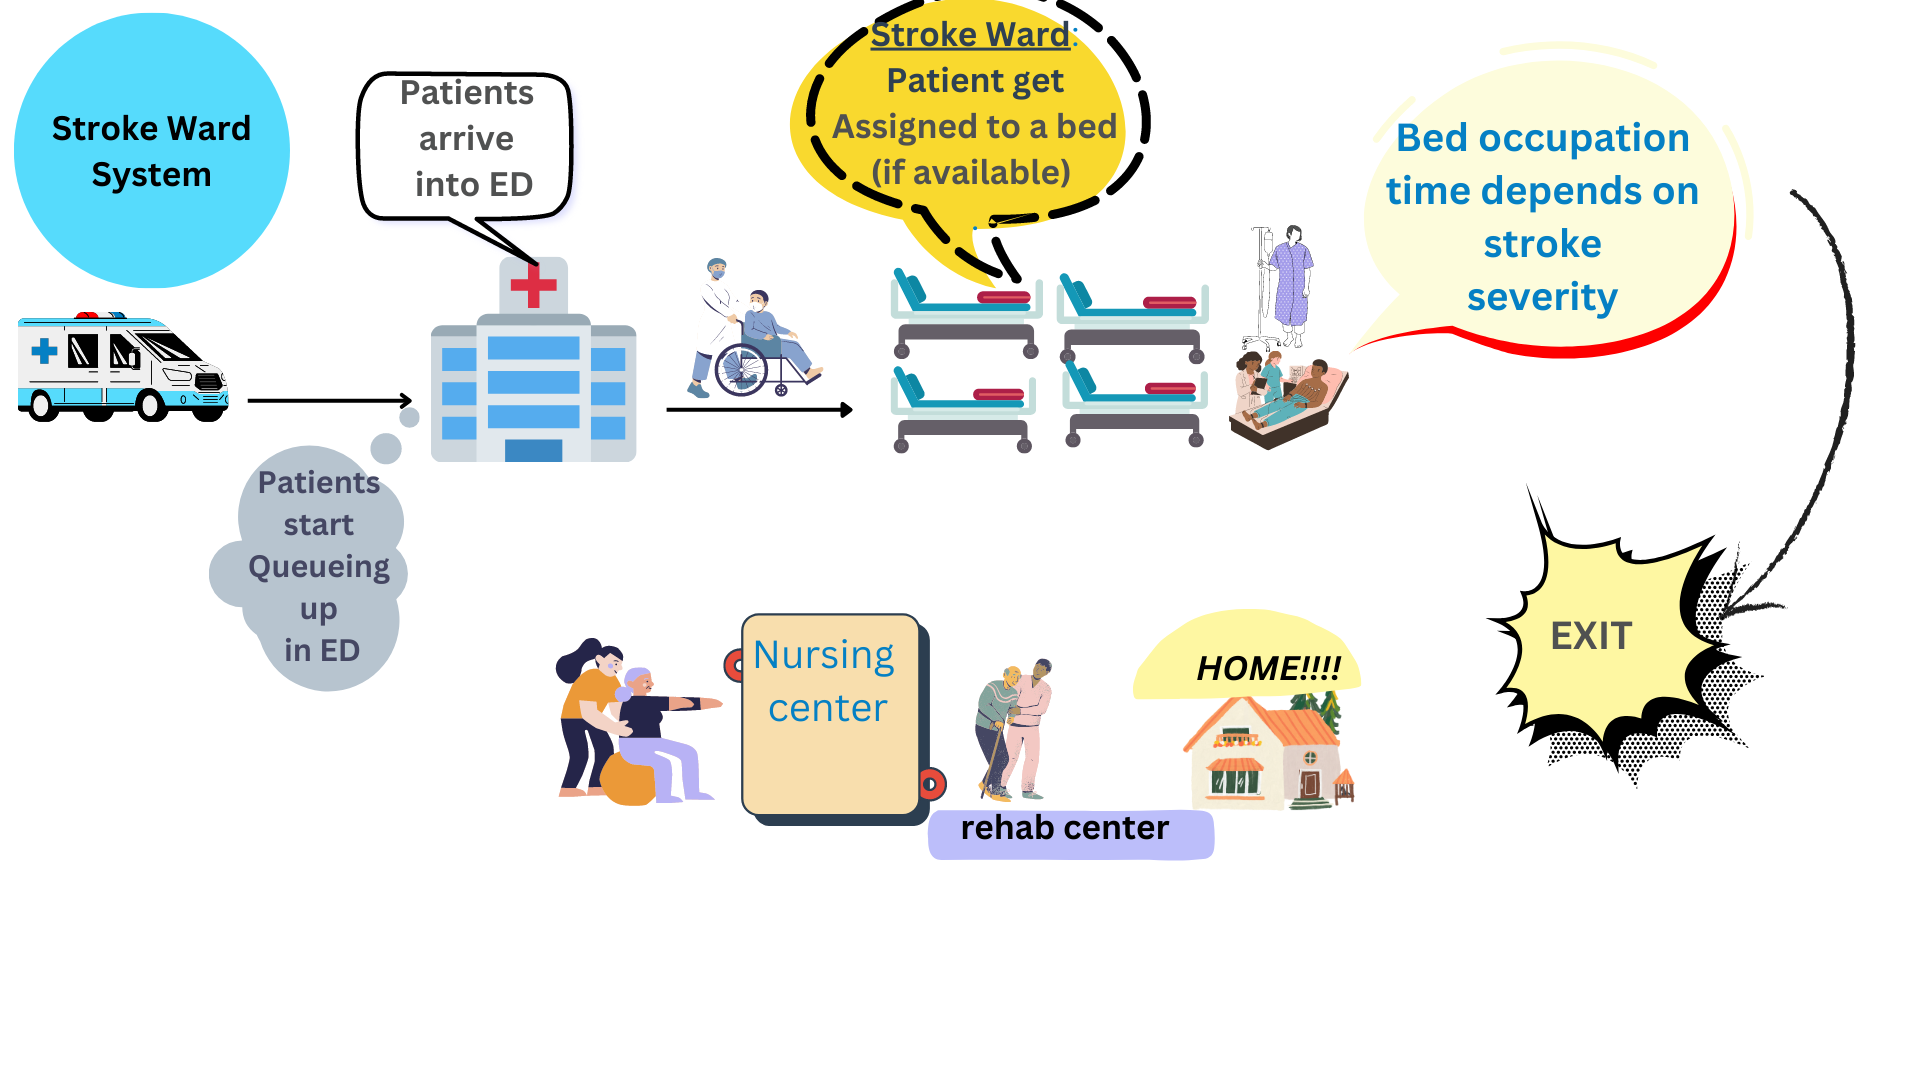 Stroke Ward
System
Patients
arrive
into ED
Stroke Ward:
Patient get
Assigned to a bed
(if available)
.
Bed occupation
time depends on
stroke
severity
Patients
start
Queueing
up
in ED
Nursing
center
rehab center
HOME!!!!
EXIT